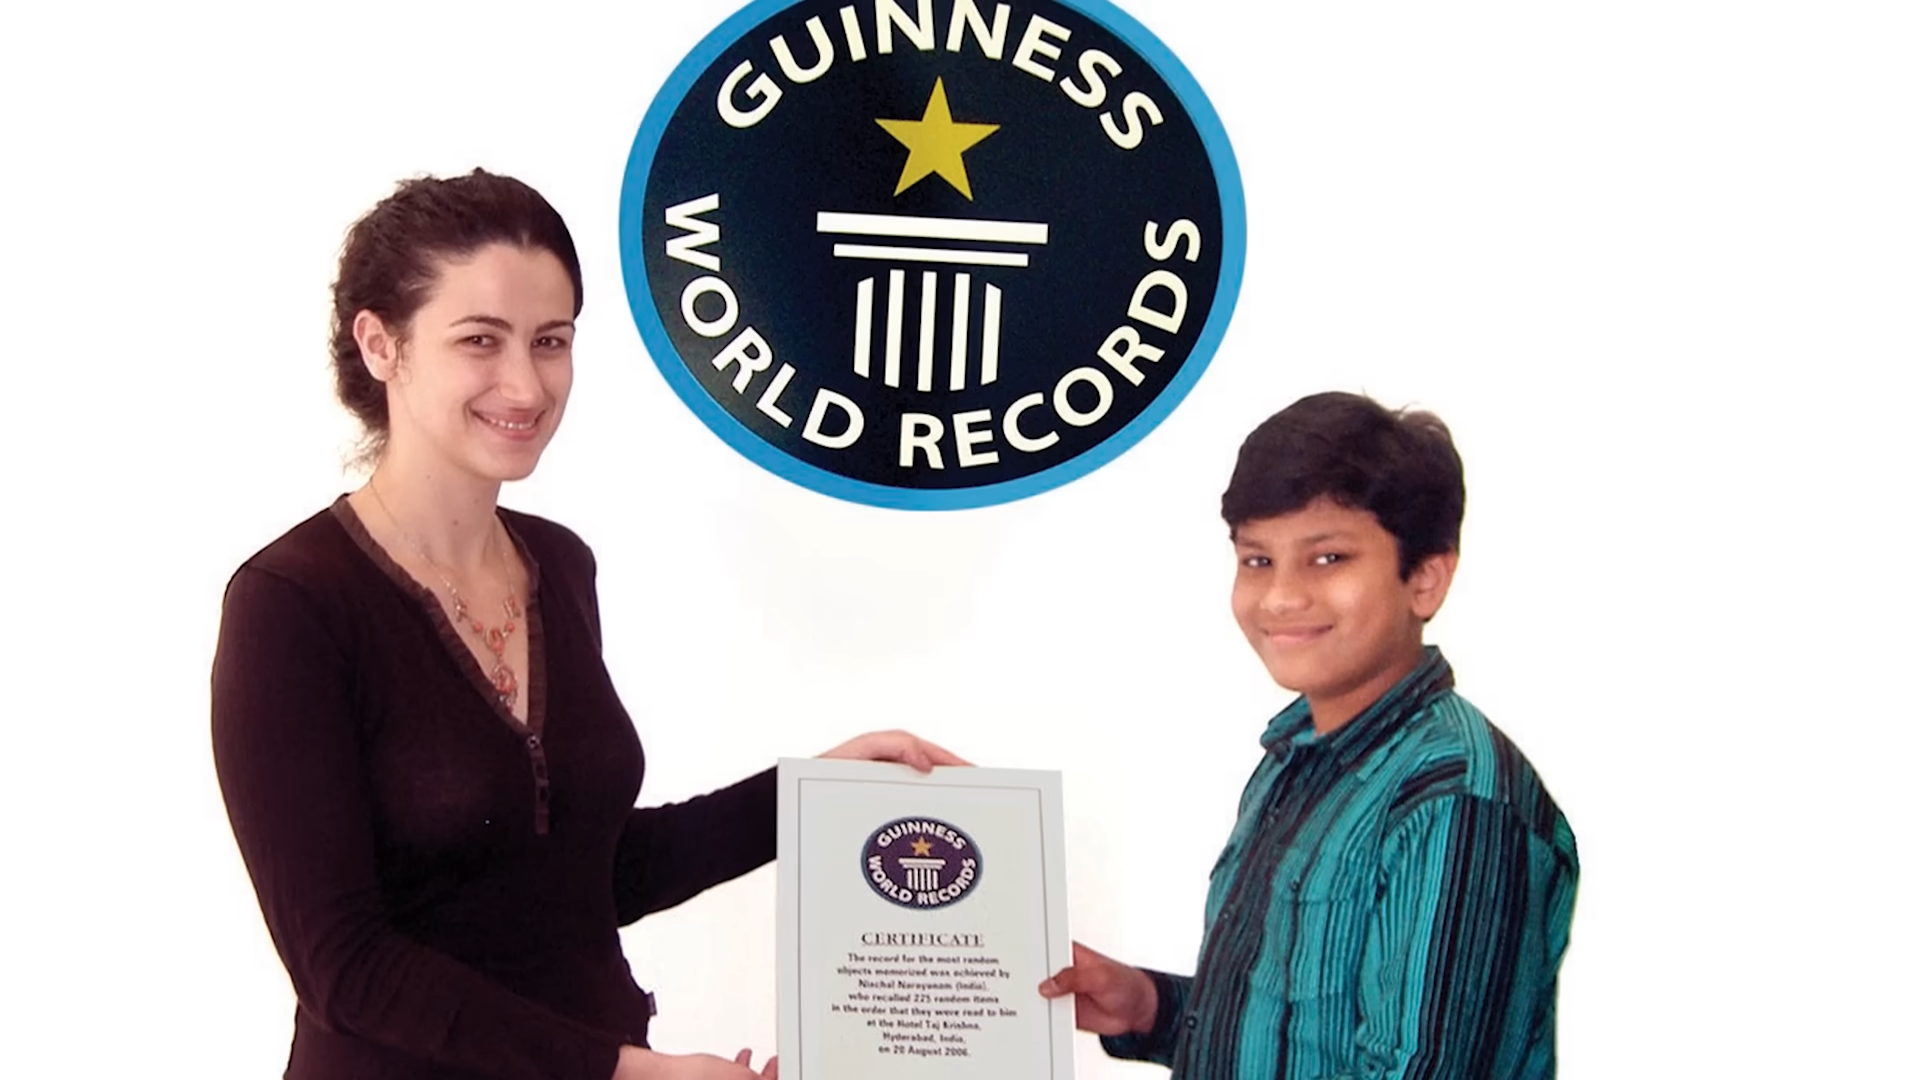 GUINNESS
WORLD RECORDS
GUINNESS
WORLD RECORDS
CERTIFICATE
The record for the most random
objects memorized was achieved by
Nischal Narayanam (India),
who recalled 225 random items
in the order that they were read to him
at the Hotel Taj Krishna,
Hyderabad, India,
on 20 August 2006.